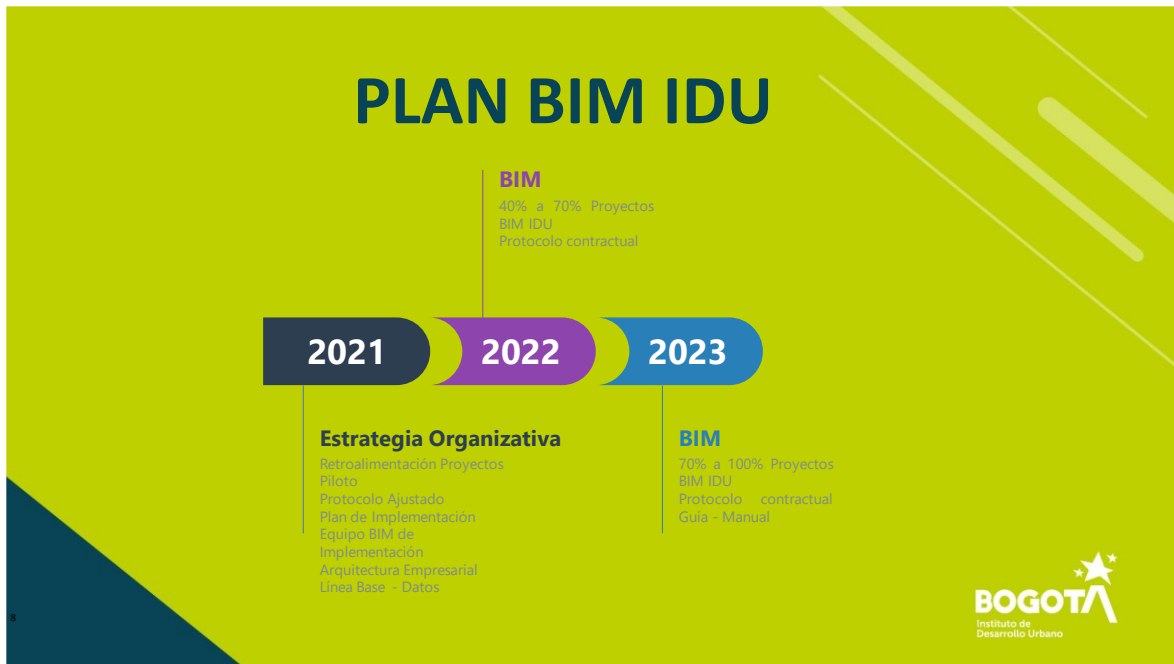 PLAN BIM IDU
BIM
40% a 70% Proyectos
BIM IDU
Protocolo contractual
2021
2022
2023
Estrategia Organizativa
Retroalimentación Proyectos
Piloto
Protocolo Ajustado
Plan de Implementación
Equipo BIM de
Implementación
Arquitectura Empresarial
Línea Base - Datos
BIM
70% a 100% Proyectos
BIM IDU
Protocolo contractual
Guía - Manual
BOGOTÁ
Instituto de
Desarrollo Urbano
8